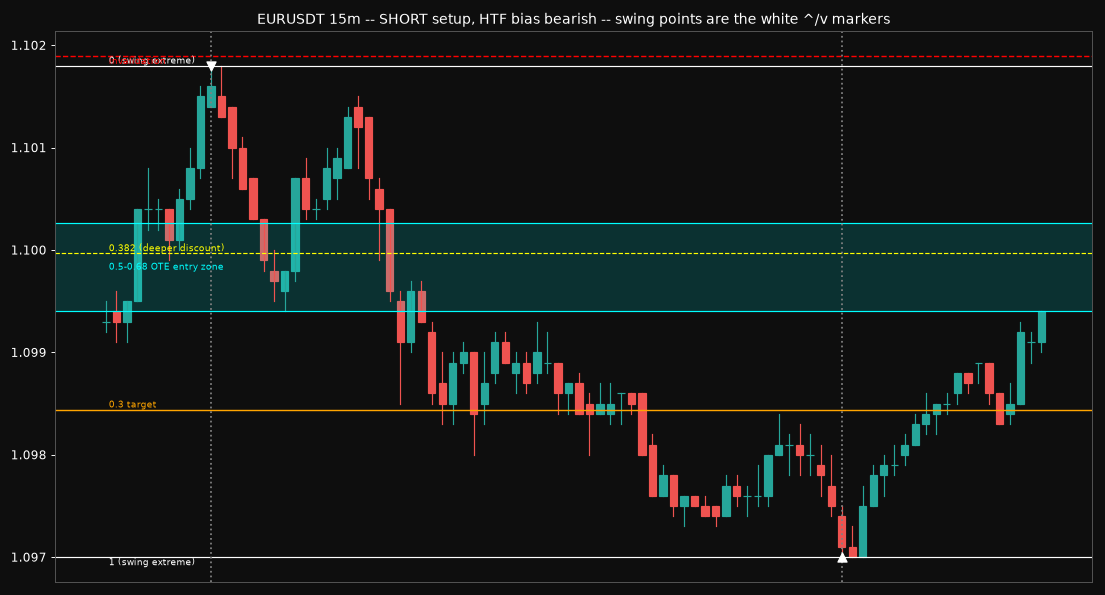 EURUSDT 15m -- SHORT setup, HTF bias bearish -- swing points are the white ^/v markers
1.102
0 (swing extreme)
1.101
1.100
0.382 (deeper discount)
0.5-0.68 OTE entry zone
1.099
0.3 target
1.098
1.097
1 (swing extreme)